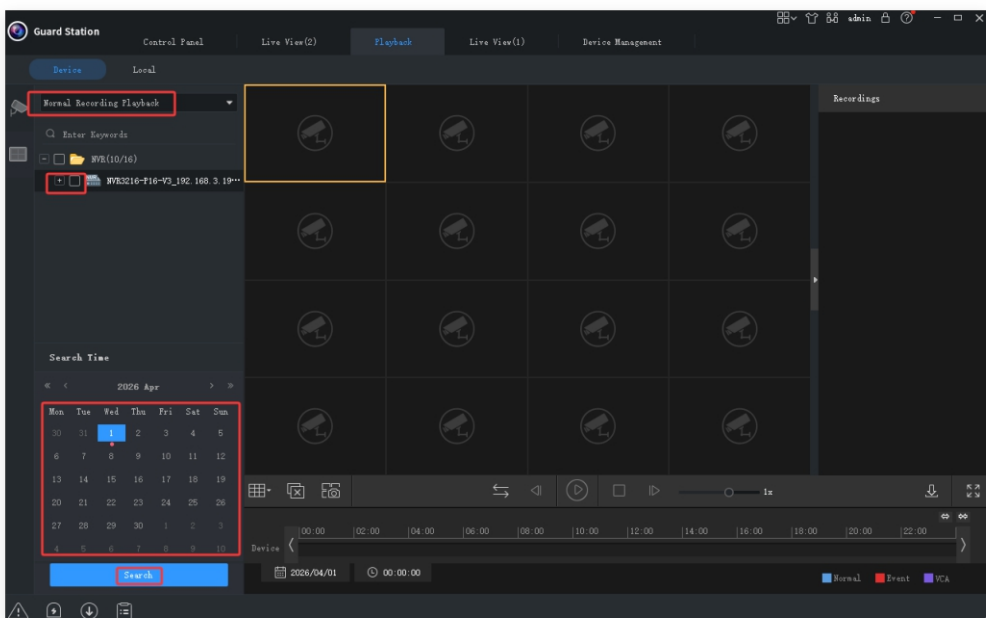 Guard Station
Control Panel Live View(2) Playback Live View(1) Device Management
admin
Device Local
Normal Recording Playback
Enter Keywords
NVR(10/16)
NVR3216-P16-V3_192.168.3.19...
Recordings
Search Time
2026 Apr
Mon Tue Wed Thu Fri Sat Sun
30 31 1 2 3 4 5
6 7 8 9 10 11 12
13 14 15 16 17 18 19
20 21 22 23 24 25 26
27 28 29 30 1 2 3
4 5 6 7 8 9 10
Search
1x
00:00 02:00 04:00 06:00 08:00 10:00 12:00 14:00 16:00 18:00 20:00 22:00
Device
2026/04/01 00:00:00
Normal Event VCA